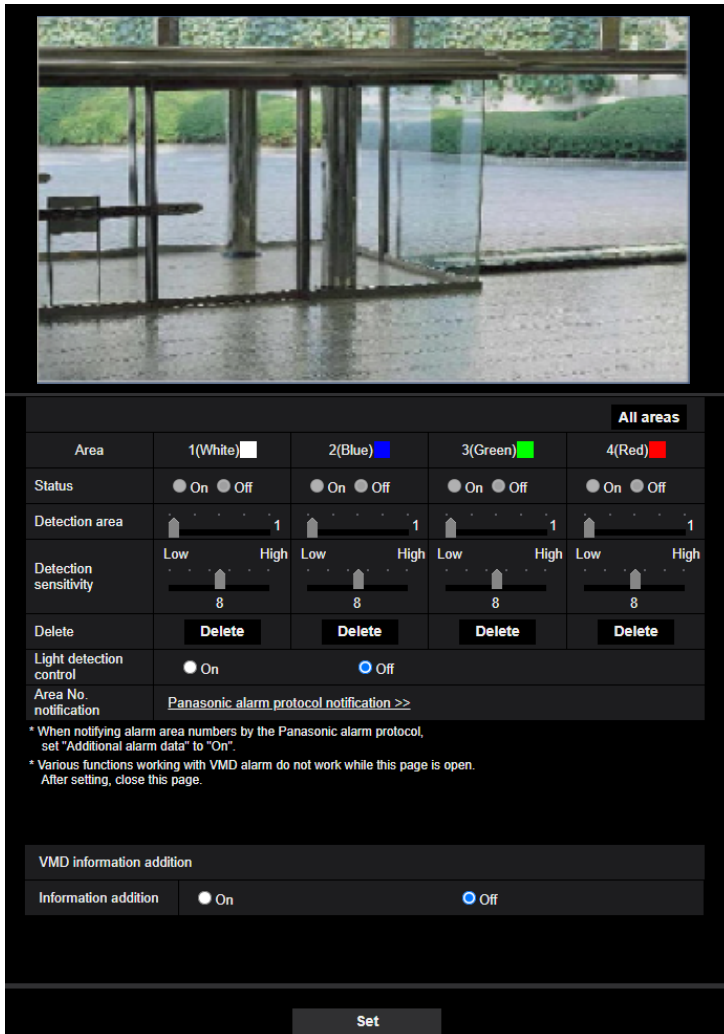 All areas
Area 1(White) 2(Blue) 3(Green) 4(Red)
Status On Off On Off On Off On Off
Detection area 1 1 1 1
Low High Low High Low High Low High
Detection
sensitivity
8 8 8 8
Delete Delete Delete Delete Delete
Light detection
control
On Off
Area No.
notification
Panasonic alarm protocol notification >>
* When notifying alarm area numbers by the Panasonic alarm protocol,
set "Additional alarm data" to "On".
* Various functions working with VMD alarm do not work while this page is open.
After setting, close this page.
VMD information addition
Information addition On Off
Set